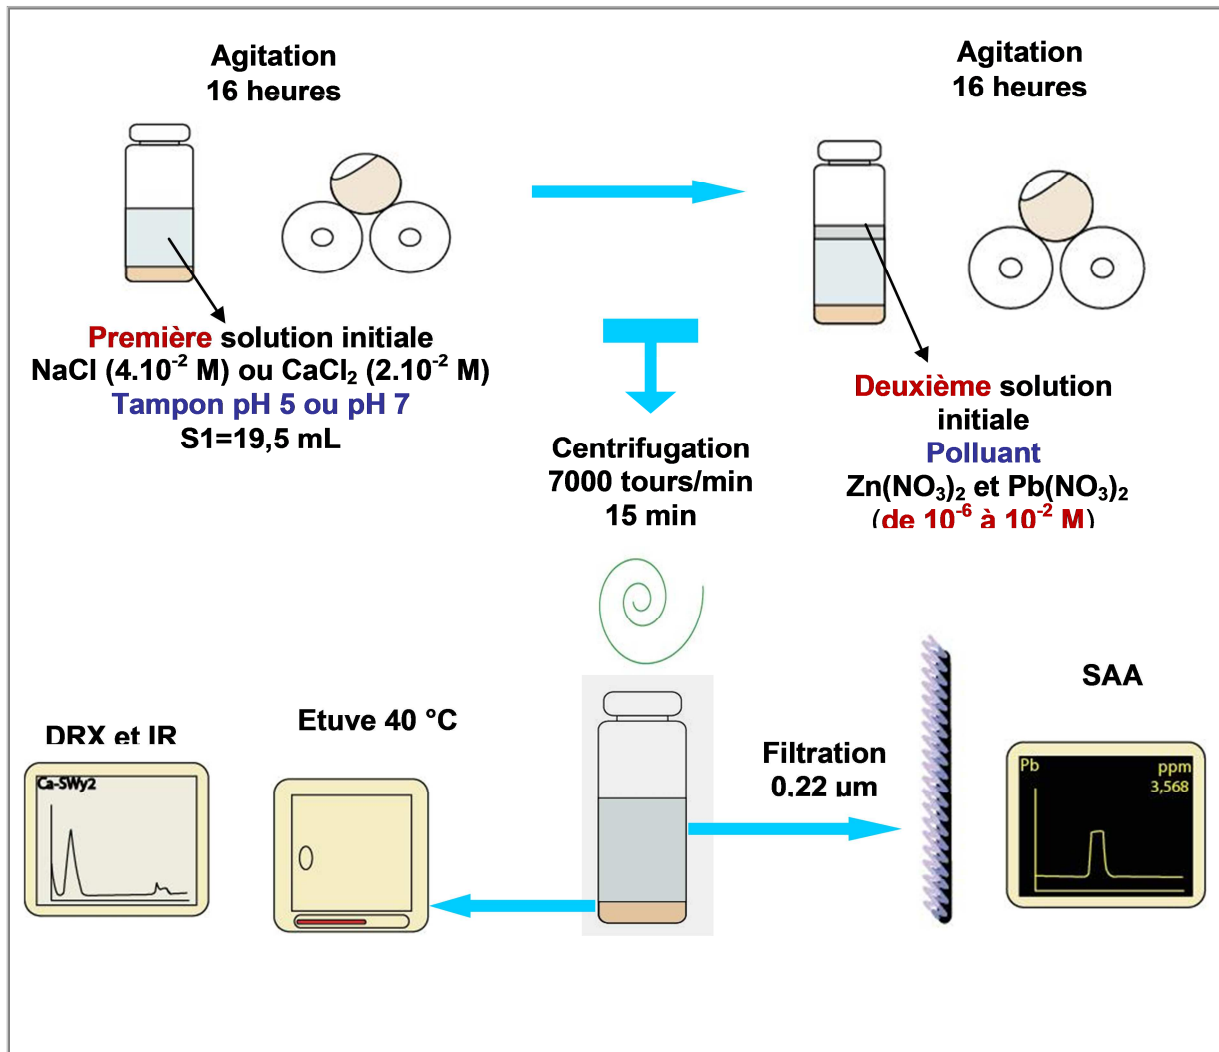 Agitation
16 heures
Agitation
16 heures
Première solution initiale
NaCl (4.10⁻² M) ou CaCl₂ (2.10⁻² M)
Tampon pH 5 ou pH 7
S1=19,5 mL
Deuxième solution
initiale
Polluant
Zn(NO₃)₂ et Pb(NO₃)₂
(de 10⁻⁶ à 10⁻² M)
Centrifugation
7000 tours/min
15 min
DRX et IR
Ca-SWy2
Etuve 40 °C
Filtration
0.22 µm
SAA
Pb ppm
3,568